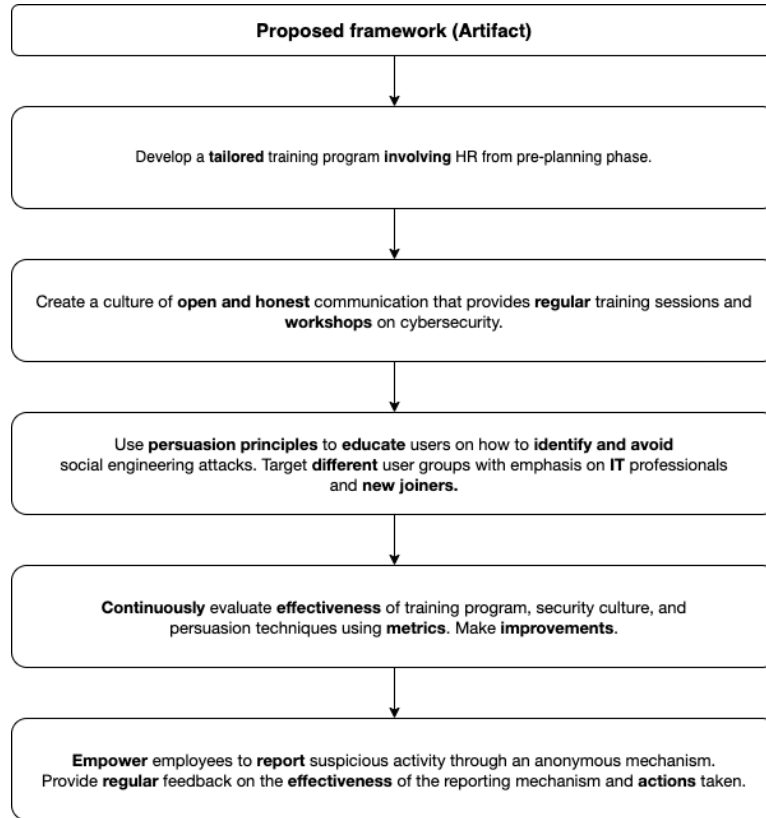 Proposed framework (Artifact)
Develop a tailored training program involving HR from pre-planning phase.
Create a culture of open and honest communication that provides regular training sessions and
workshops on cybersecurity.
Use persuasion principles to educate users on how to identify and avoid
social engineering attacks. Target different user groups with emphasis on IT professionals
and new joiners.
Continuously evaluate effectiveness of training program, security culture, and
persuasion techniques using metrics. Make improvements.
Empower employees to report suspicious activity through an anonymous mechanism.
Provide regular feedback on the effectiveness of the reporting mechanism and actions taken.